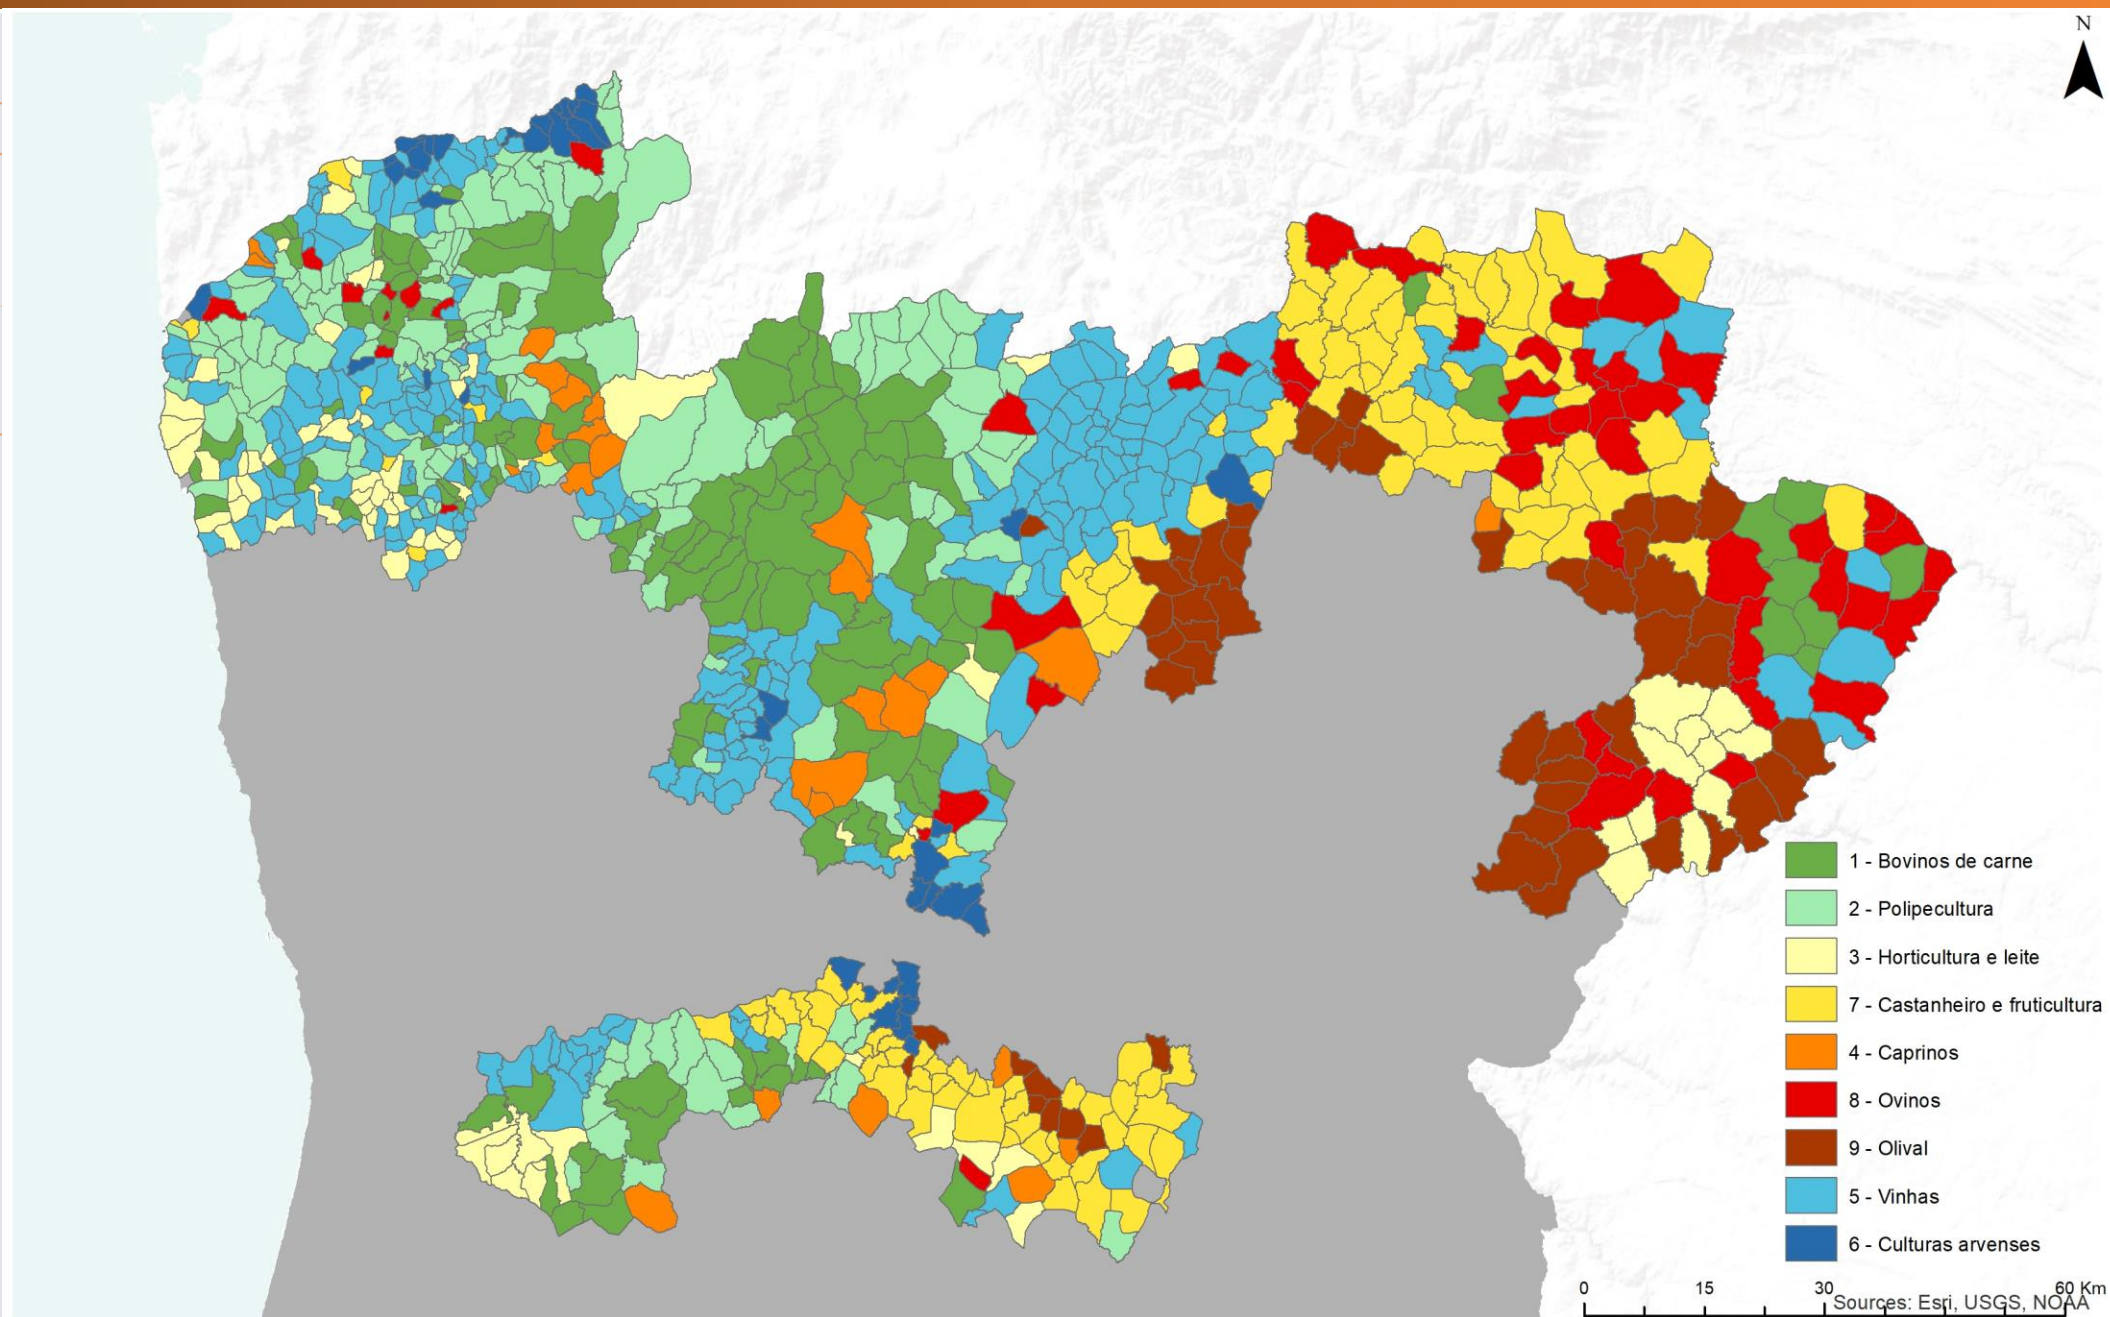 N
1 - Bovinos de carne
2 - Polipecultura
3 - Horticultura e leite
7 - Castanheiro e fruticultura
4 - Caprinos
8 - Ovinos
9 - Olival
5 - Vinhas
6 - Culturas arvenses
0 15 30 60 Km
Sources: Esri, USGS, NOAA